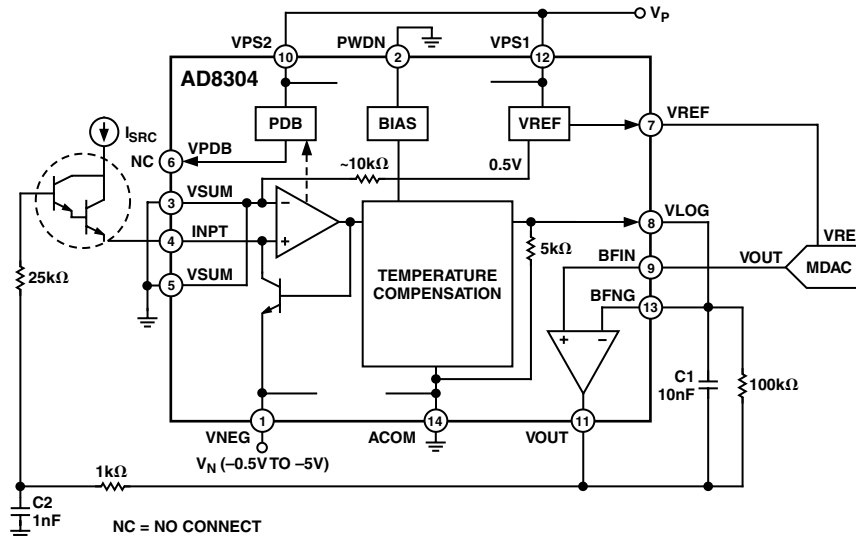 V_P
VPS2
PWDN
VPS1
10
2
12
AD8304
I_SRC
PDB
BIAS
VREF
7
VREF
VPDB
NC
6
~10kΩ
0.5V
VSUM
3
−
VLOG
8
INPT
4
+
5kΩ
VRE
BFIN
VOUT
9
MDAC
25kΩ
VSUM
5
TEMPERATURE
COMPENSATION
BFNG
13
+
−
C1
10nF
100kΩ
1
14
11
VNEG
ACOM
VOUT
V_N (–0.5V TO –5V)
1kΩ
C2
1nF
NC = NO CONNECT